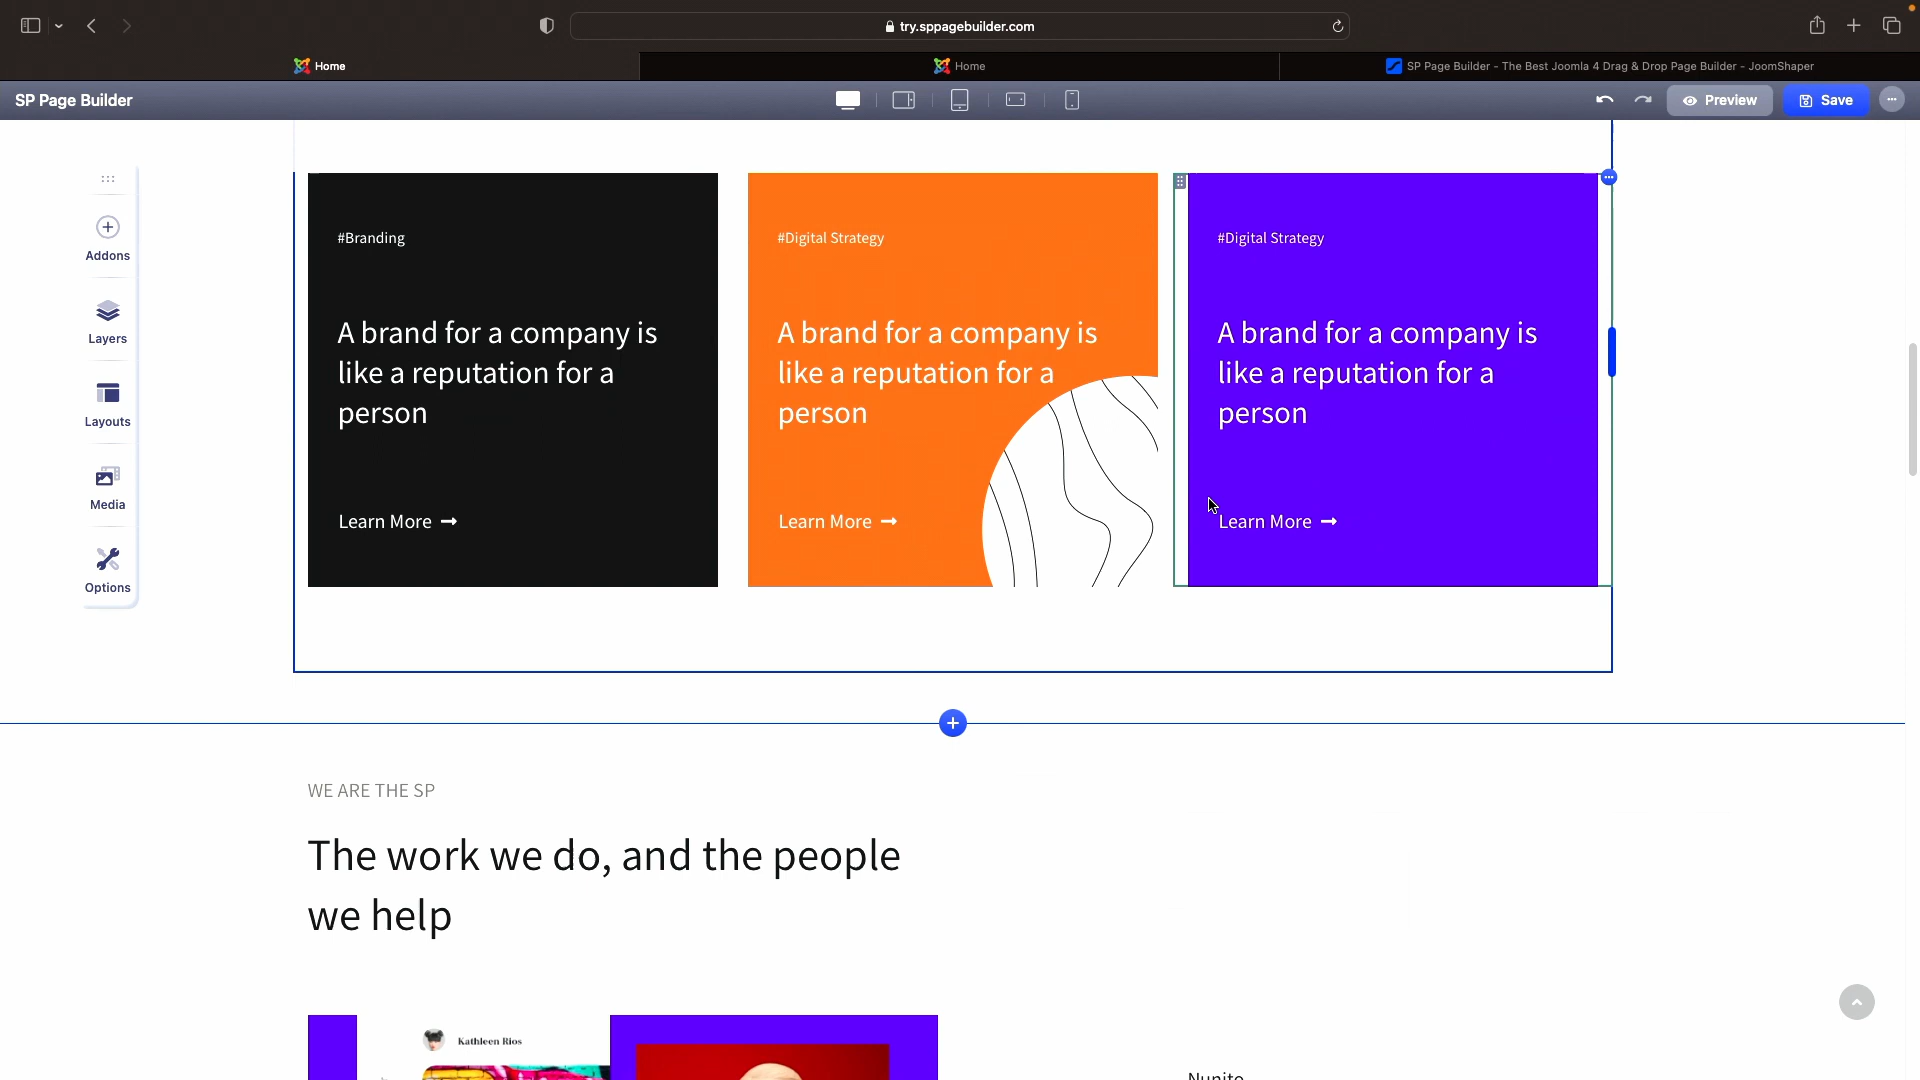 try.sppagebuilder.com
Home
Home
SP Page Builder - The Best Joomla 4 Drag & Drop Page Builder - JoomShaper
SP Page Builder
Preview
Save
Addons
Layers
Layouts
Media
Options
#Branding
A brand for a company is
like a reputation for a
person
Learn More
#Digital Strategy
A brand for a company is
like a reputation for a
person
Learn More
#Digital Strategy
A brand for a company is
like a reputation for a
person
Learn More
WE ARE THE SP
The work we do, and the people
we help
Kathleen Rios
Nunito